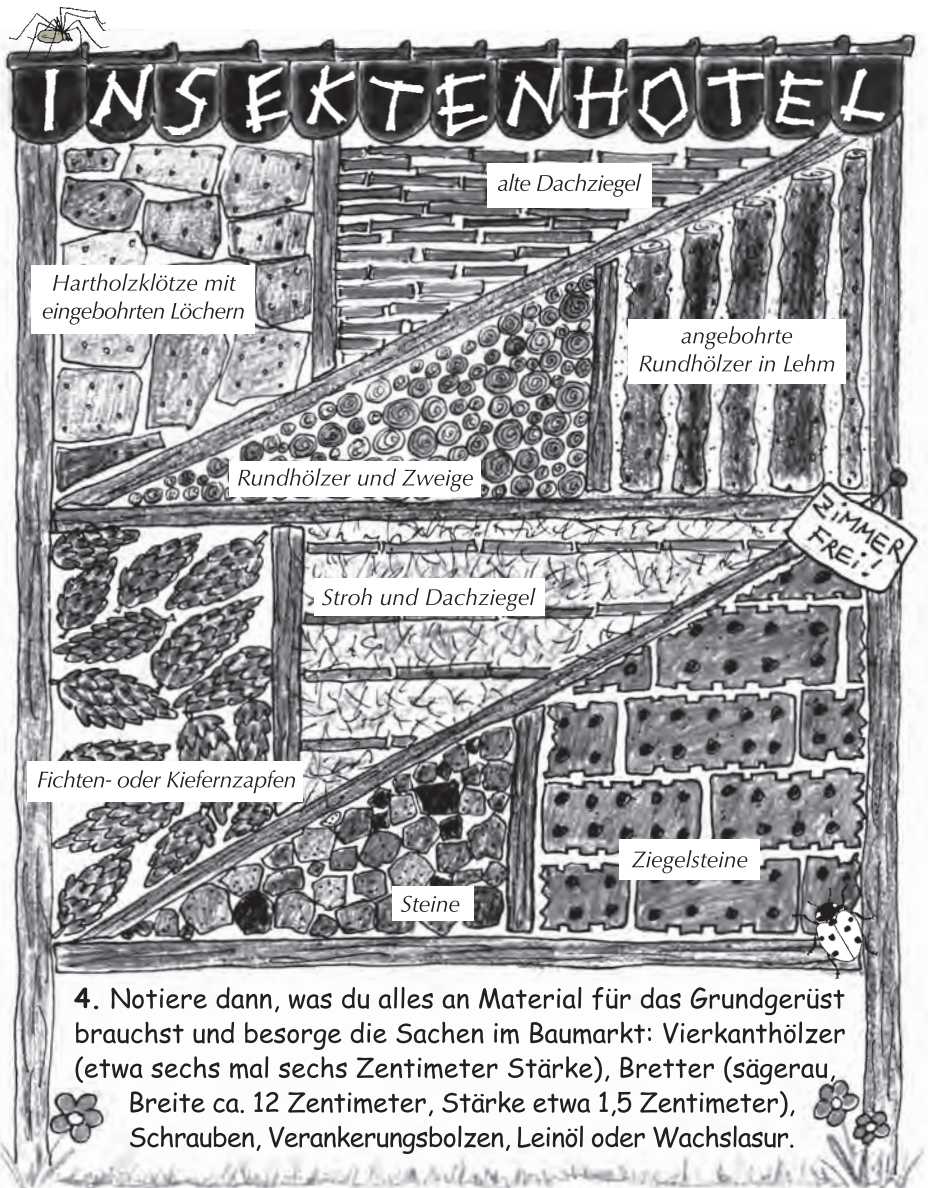 INSEKTENHOTEL
alte Dachziegel
Hartholzklötze mit
eingebohrten Löchern
angebohrte
Rundhölzer in Lehm
Rundhölzer und Zweige
ZIMMER
FREI!
Stroh und Dachziegel
Fichten- oder Kiefernzapfen
Ziegelsteine
Steine
4. Notiere dann, was du alles an Material für das Grundgerüst
brauchst und besorge die Sachen im Baumarkt: Vierkanthölzer
(etwa sechs mal sechs Zentimeter Stärke), Bretter (sägerau,
Breite ca. 12 Zentimeter, Stärke etwa 1,5 Zentimeter),
Schrauben, Verankerungsbolzen, Leinöl oder Wachslasur.